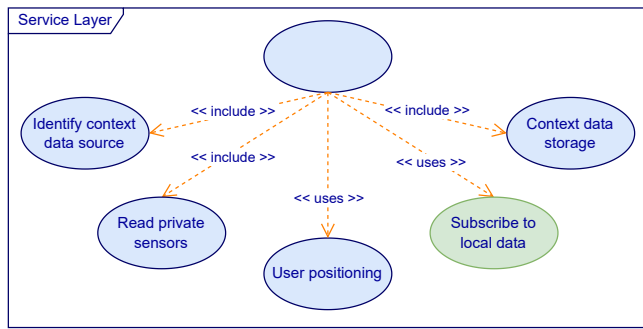 Service Layer
<< include >>
<< include >>
Identify context
data source
Context data
storage
<< include >>
<< uses >>
<< uses >>
Read private
sensors
Subscribe to
local data
User positioning